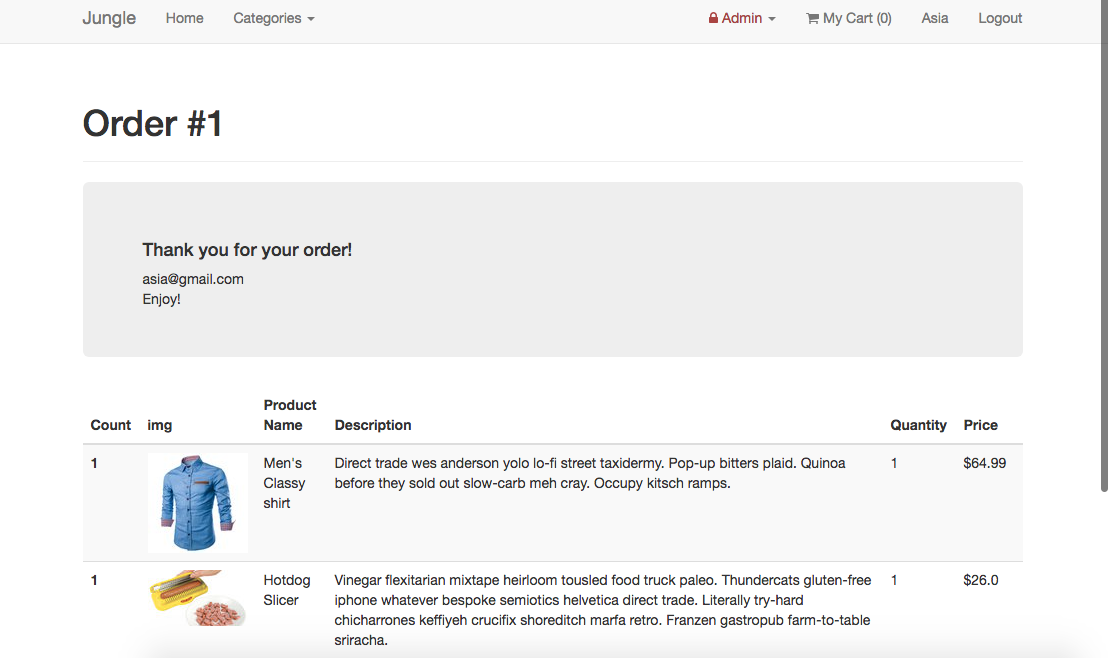 Jungle Home Categories Admin My Cart (0) Asia Logout
Order #1
Thank you for your order!
asia@gmail.com
Enjoy!
Product
Count img Name Description Quantity Price
1 Men's Direct trade wes anderson yolo lo-fi street taxidermy. Pop-up bitters plaid. Quinoa 1 $64.99
Classy before they sold out slow-carb meh cray. Occupy kitsch ramps.
shirt
1 Hotdog Vinegar flexitarian mixtape heirloom tousled food truck paleo. Thundercats gluten-free 1 $26.0
Slicer iphone whatever bespoke semiotics helvetica direct trade. Literally try-hard
chicharrones keffiyeh crucifix shoreditch marfa retro. Franzen gastropub farm-to-table
sriracha.